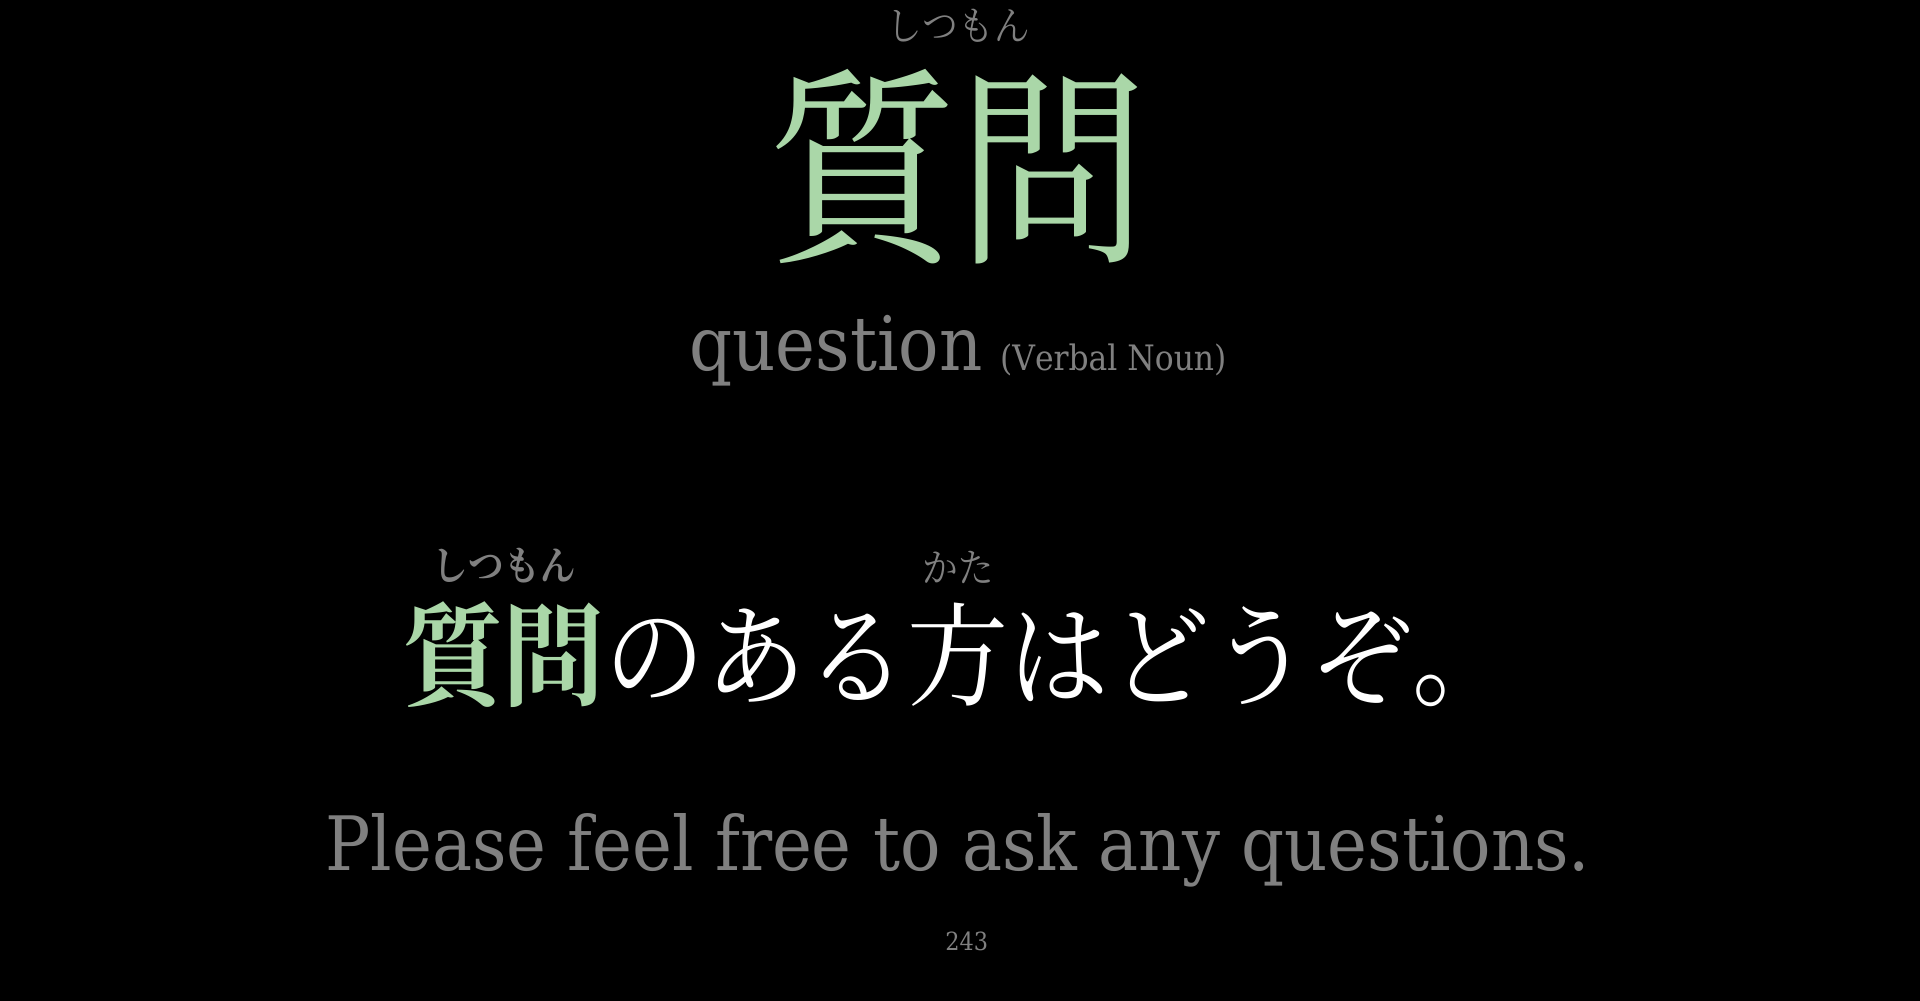 しつもん
質問
question (Verbal Noun)
しつもん かた
質問のある方はどうぞ。
Please feel free to ask any questions.
243